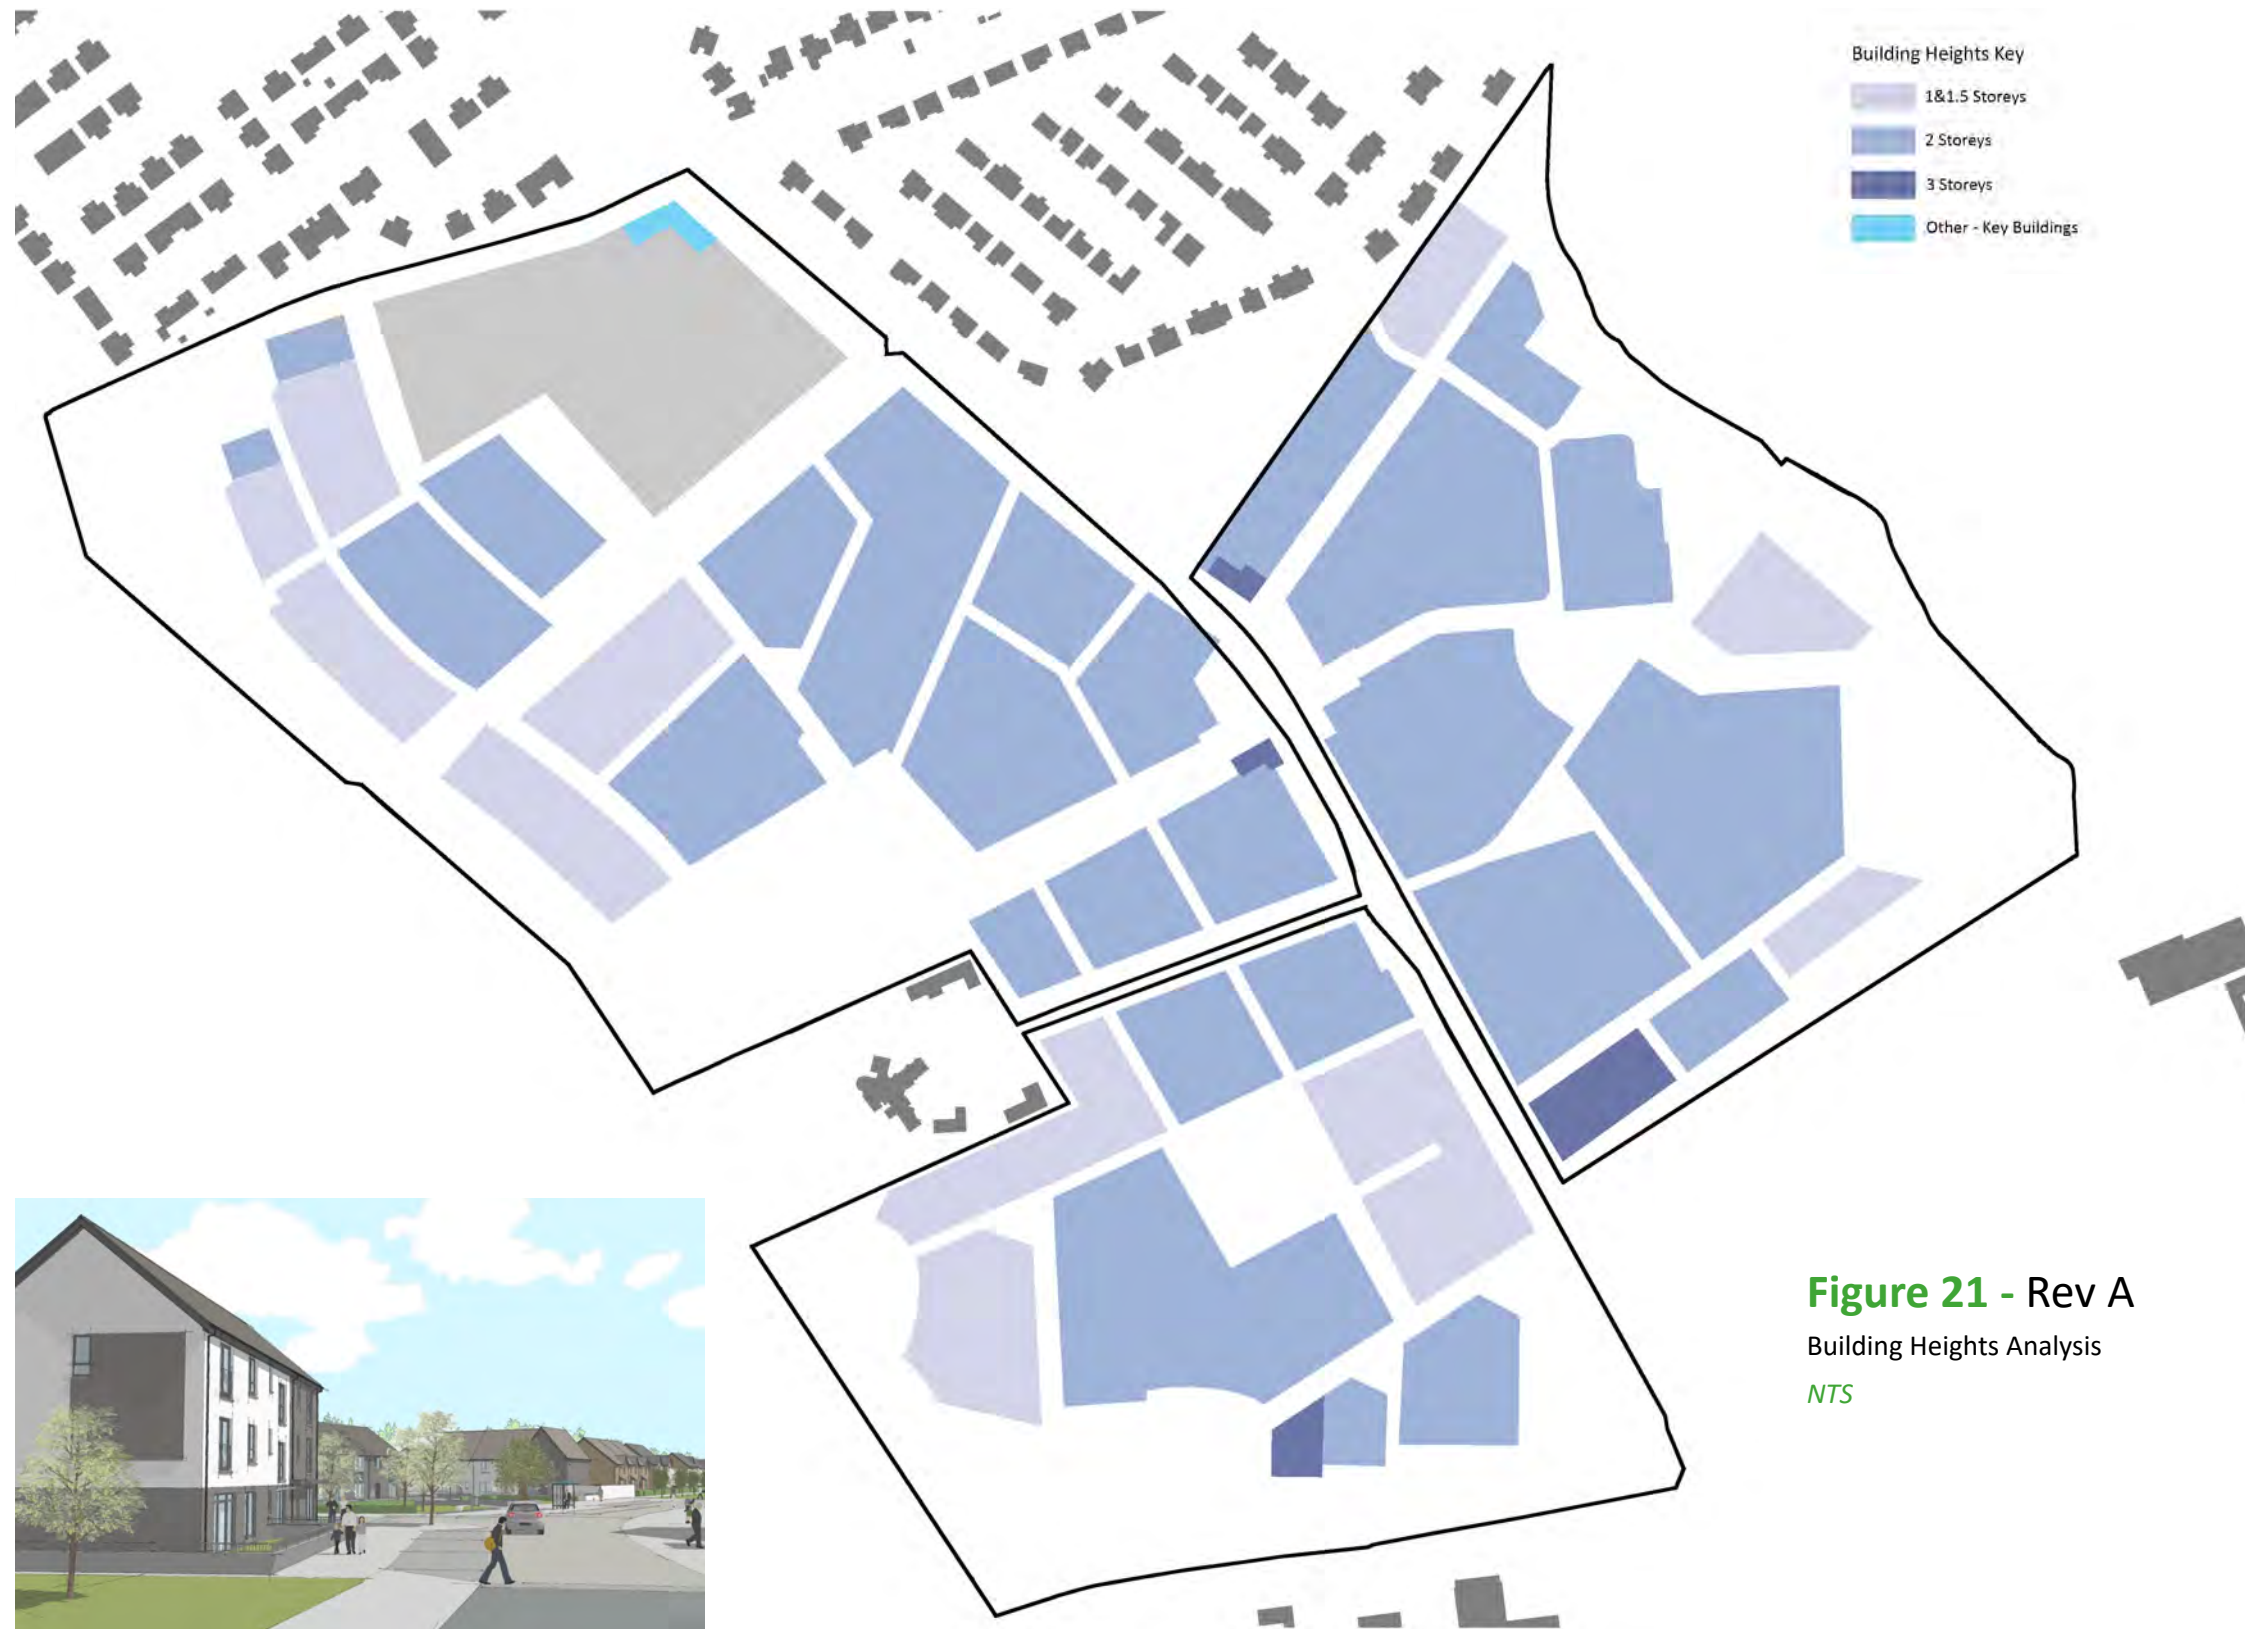 Building Heights Key
1&1.5 Storeys
2 Storeys
3 Storeys
Other - Key Buildings
Figure 21 - Rev A
Building Heights Analysis
NTS